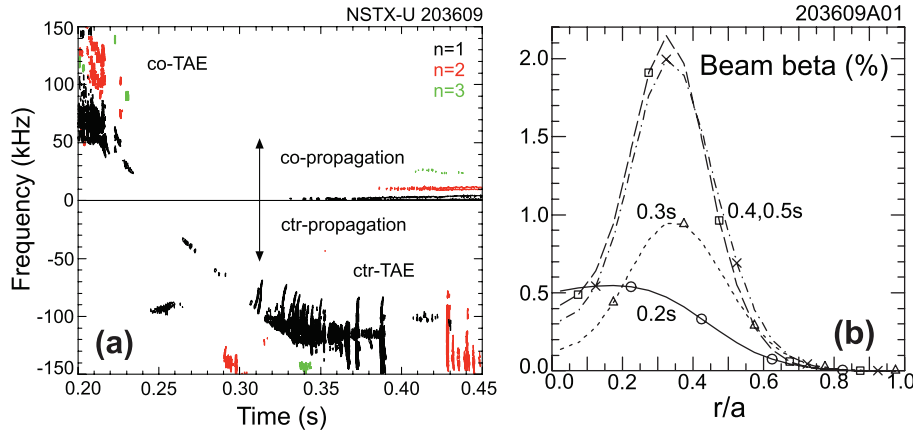 NSTX-U 203609
150
100
50
0
-50
-100
-150
Frequency (kHz)
co-TAE
n=1
n=2
n=3
co-propagation
ctr-propagation
ctr-TAE
(a)
0.20 0.25 0.30 0.35 0.40 0.45
Time (s)
203609A01
Beam beta (%)
2.0
1.5
1.0
0.5
0.0
0.3s
0.4,0.5s
0.2s
(b)
0.0 0.2 0.4 0.6 0.8 1.0
r/a